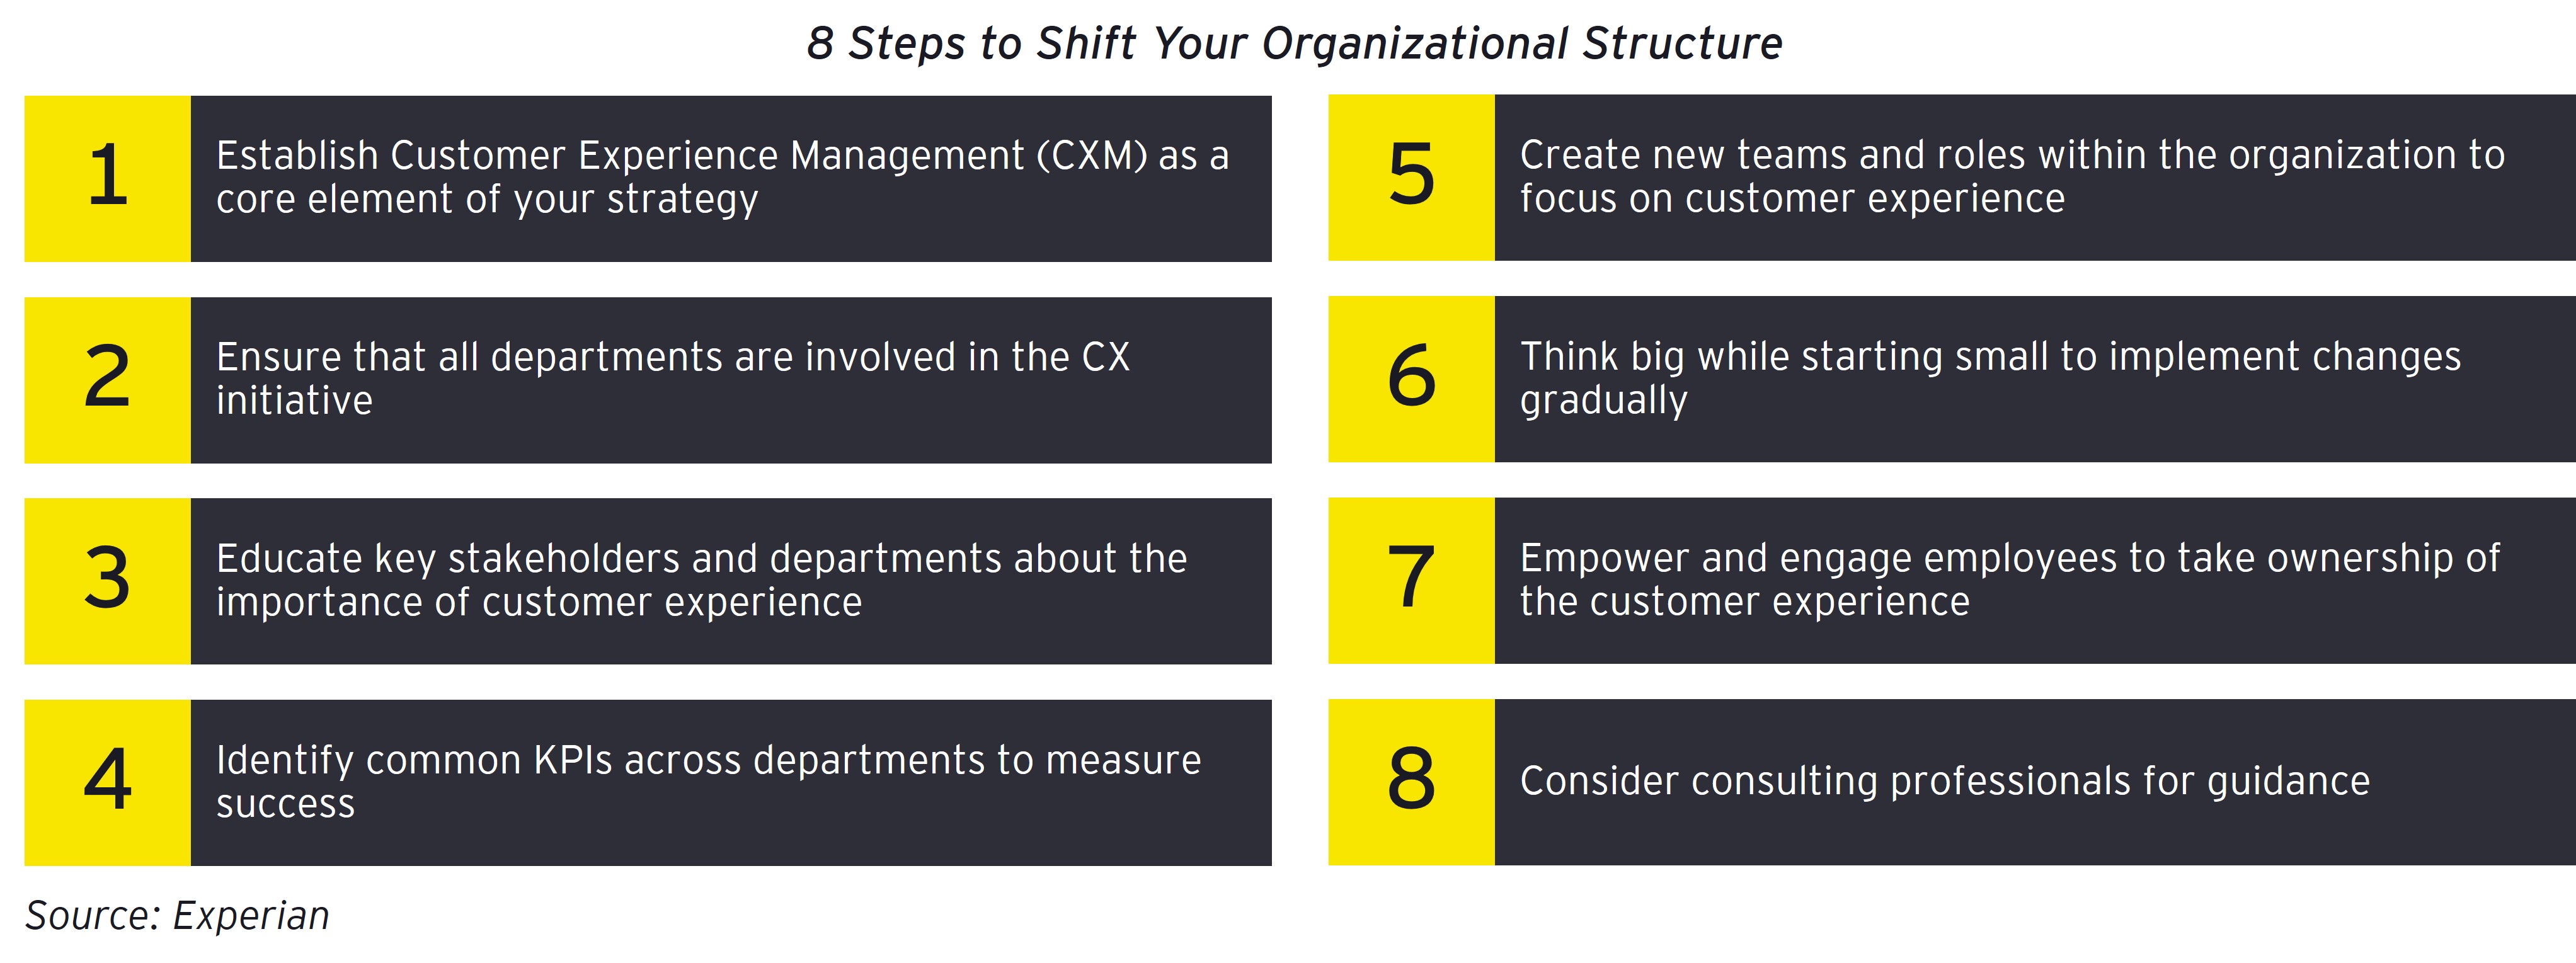 8 Steps to Shift Your Organizational Structure
1
Establish Customer Experience Management (CXM) as a
core element of your strategy
2
Ensure that all departments are involved in the CX
initiative
3
Educate key stakeholders and departments about the
importance of customer experience
4
Identify common KPIs across departments to measure
success
5
Create new teams and roles within the organization to
focus on customer experience
6
Think big while starting small to implement changes
gradually
7
Empower and engage employees to take ownership of
the customer experience
8
Consider consulting professionals for guidance
Source: Experian